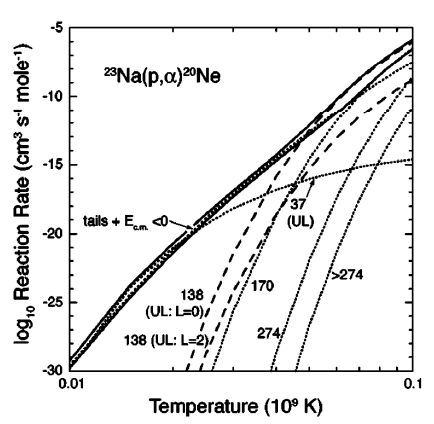 -5
-10
-15
-20
-25
-30
log₁₀ Reaction Rate (cm³ s⁻¹ mole⁻¹)
²³Na(p,α)²⁰Ne
tails + E_c.m. <0
37
(UL)
138
(UL: L=0)
138 (UL: L=2)
170
274
>274
0.01
0.1
Temperature (10⁹ K)